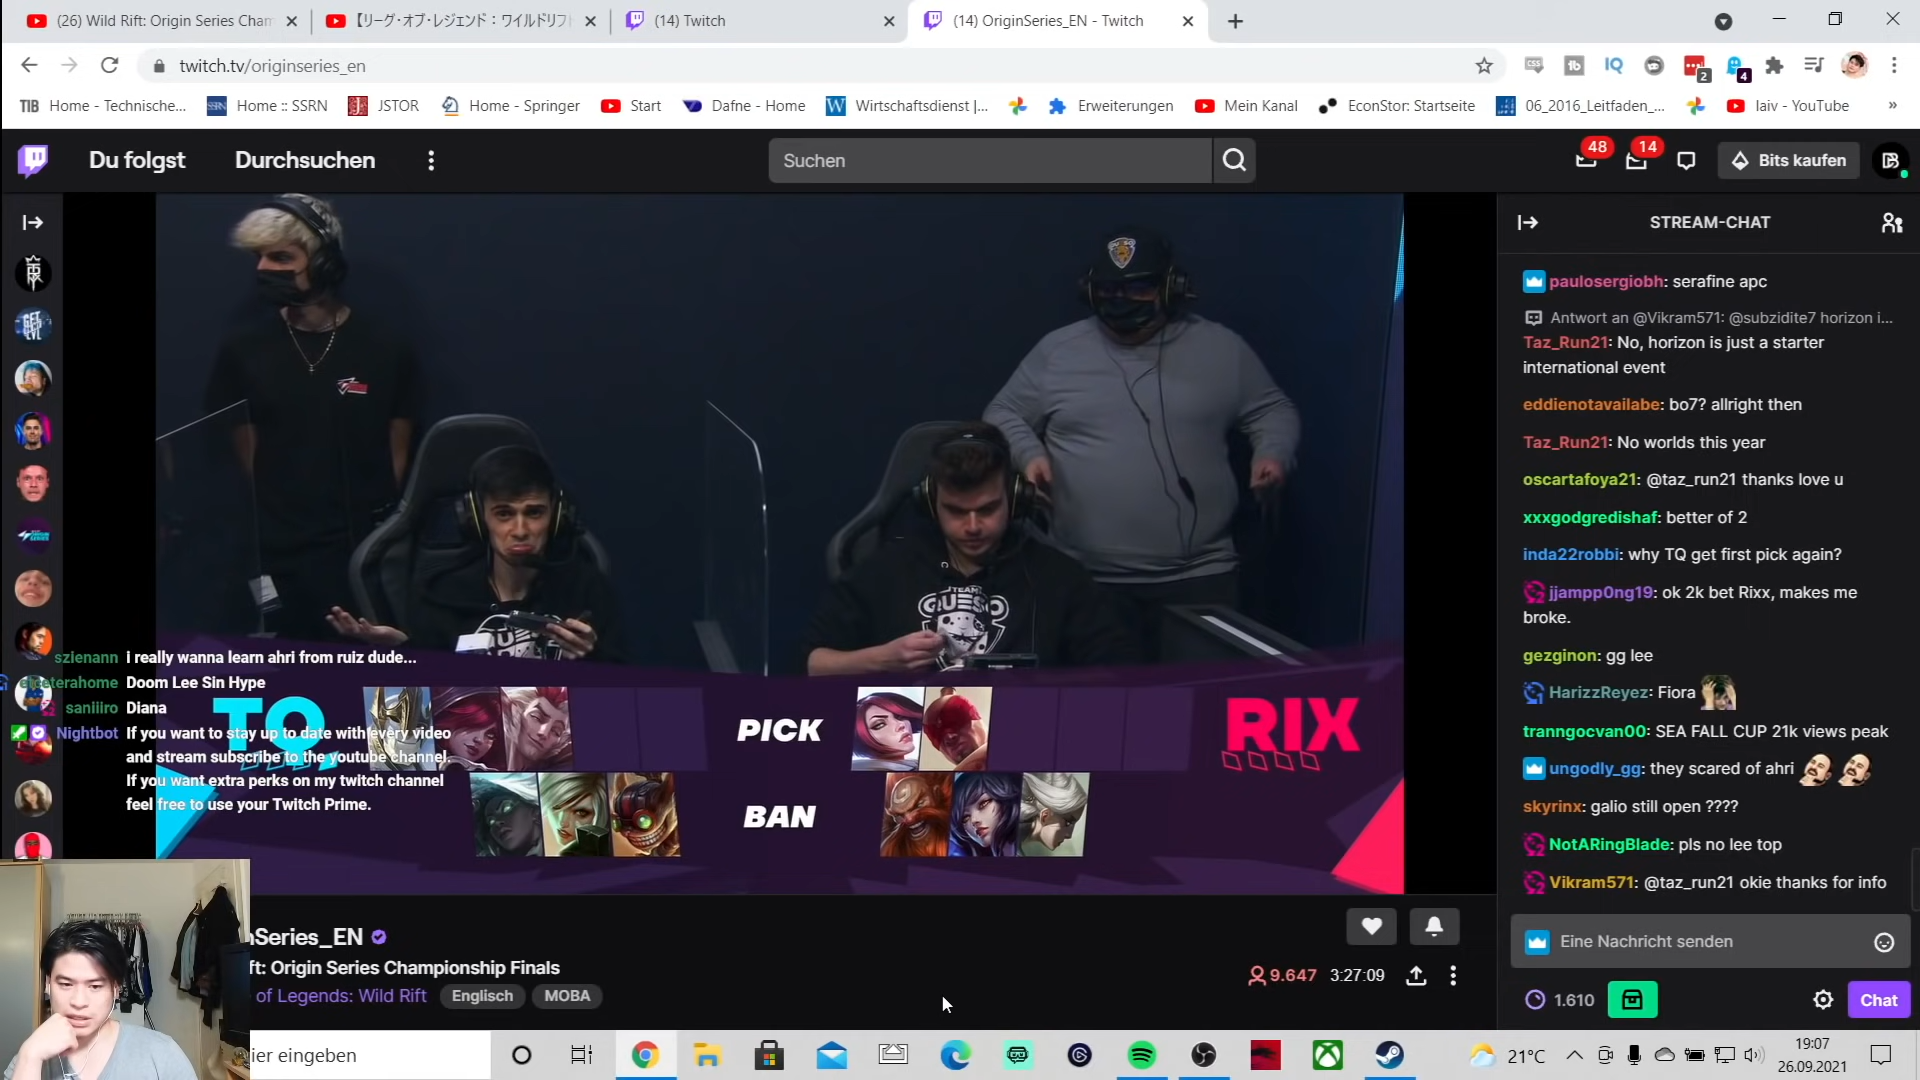 (26) Wild Rift: Origin Series Cham
【リーグ・オブ・レジェンド：ワイルドリフト
(14) Twitch
(14) OriginSeries_EN - Twitch
twitch.tv/originseries_en
2
4
TIB Home - Technische...
SSRN Home :: SSRN
JSTOR
Home - Springer
Start
Dafne - Home
W Wirtschaftsdienst |...
Erweiterungen
Mein Kanal
EconStor: Startseite
06_2016_Leitfaden_...
laiv - YouTube
»
Du folgst
Durchsuchen
Suchen
48
14
Bits kaufen
STREAM-CHAT
paulosergiobh: serafine apc
Antwort an @Vikram571: @subzidite7 horizon i...
Taz_Run21: No, horizon is just a starter
international event
eddienotavailabe: bo7? allright then
Taz_Run21: No worlds this year
oscartafoya21: @taz_run21 thanks love u
xxxgodgredishaf: better of 2
inda22robbi: why TQ get first pick again?
jjampp0ng19: ok 2k bet Rixx, makes me
broke.
gezginon: gg lee
HarizzReyez: Fiora
tranngocvan00: SEA FALL CUP 21k views peak
ungodly_gg: they scared of ahri
skyrinx: galio still open ????
NotARingBlade: pls no lee top
Vikram571: @taz_run21 okie thanks for info
Eine Nachricht senden
1.610
Chat
TEAM
QUESO
szienann i really wanna learn ahri from ruiz dude...
Doom Lee Sin Hype
saniiiro Diana
Nightbot If you want to stay up to date with every video
and stream subscribe to the youtube channel.
If you want extra perks on my twitch channel
feel free to use your Twitch Prime.
TQ
PICK
RIX
BAN
nSeries_EN
ft: Origin Series Championship Finals
of Legends: Wild Rift
Englisch
MOBA
9.647
3:27:09
ier eingeben
21°C
19:07
26.09.2021